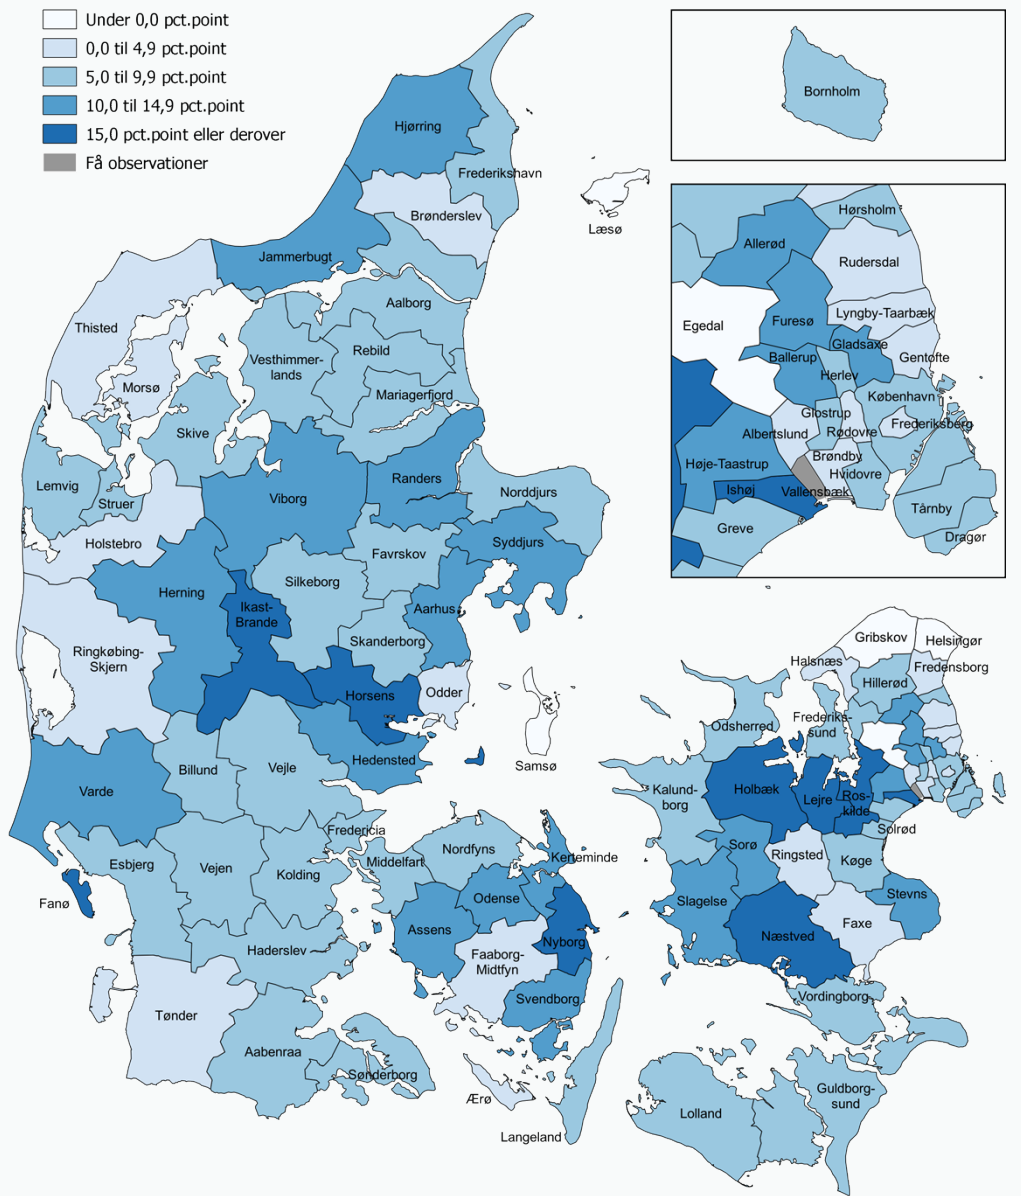 Under 0,0 pct.point
0,0 til 4,9 pct.point
5,0 til 9,9 pct.point
10,0 til 14,9 pct.point
15,0 pct.point eller derover
Få observationer
Bornholm
Hjørring
Frederikshavn
Brønderslev
Læsø
Jammerbugt
Aalborg
Thisted
Vesthimmer-
lands
Rebild
Morsø
Mariagerfjord
Skive
Lemvig
Struer
Viborg
Randers
Norddjurs
Holstebro
Favrskov
Syddjurs
Silkeborg
Herning
Ikast-
Brande
Aarhus
Skanderborg
Ringkøbing-
Skjern
Horsens
Odder
Samsø
Hedensted
Billund
Vejle
Varde
Fredericia
Esbjerg
Vejen
Kolding
Fanø
Haderslev
Tønder
Aabenraa
Sønderborg
Middelfart
Nordfyns
Kerteminde
Odense
Assens
Nyborg
Faaborg-
Midtfyn
Svendborg
Ærø
Langeland
Hørsholm
Allerød
Rudersdal
Egedal
Furesø
Lyngby-Taarbæk
Gladsaxe
Gentofte
Ballerup
Herlev
København
Glostrup
Frederiksberg
Albertslund
Rødovre
Brøndby
Høje-Taastrup
Hvidovre
Ishøj
Vallensbæk
Tårnby
Greve
Dragør
Gribskov
Helsingør
Halsnæs
Fredensborg
Hillerød
Odsherred
Frederiks-
sund
Kalund-
borg
Holbæk
Lejre
Ros-
kilde
Solrød
Sorø
Ringsted
Køge
Slagelse
Stevns
Næstved
Faxe
Vordingborg
Lolland
Guldborg-
sund